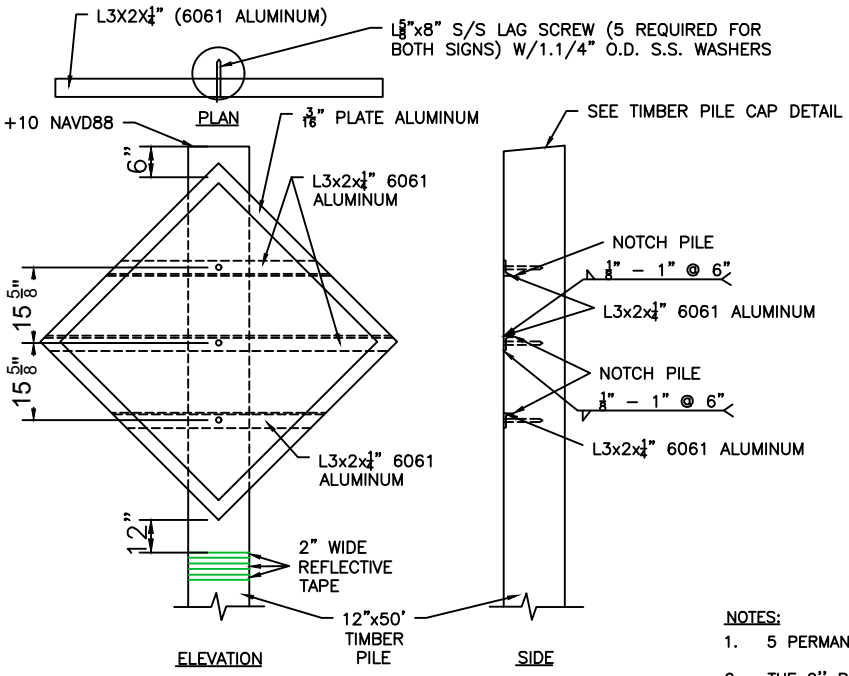 L3X2X1/4" (6061 ALUMINUM)
L5/8"x8" S/S LAG SCREW (5 REQUIRED FOR
BOTH SIGNS) W/1.1/4" O.D. S.S. WASHERS
PLAN
+10 NAVD88
3/16" PLATE ALUMINUM
SEE TIMBER PILE CAP DETAIL
6"
L3x2x1/4" 6061
ALUMINUM
NOTCH PILE
1/8" – 1" @ 6"
L3x2x1/4" 6061 ALUMINUM
15 5/8"
15 5/8"
NOTCH PILE
1/8" – 1" @ 6"
L3x2x1/4" 6061 ALUMINUM
L3x2x1/4" 6061
ALUMINUM
12"
2" WIDE
REFLECTIVE
TAPE
12"x50'
TIMBER
PILE
ELEVATION
SIDE
NOTES:
1. 5 PERMAN